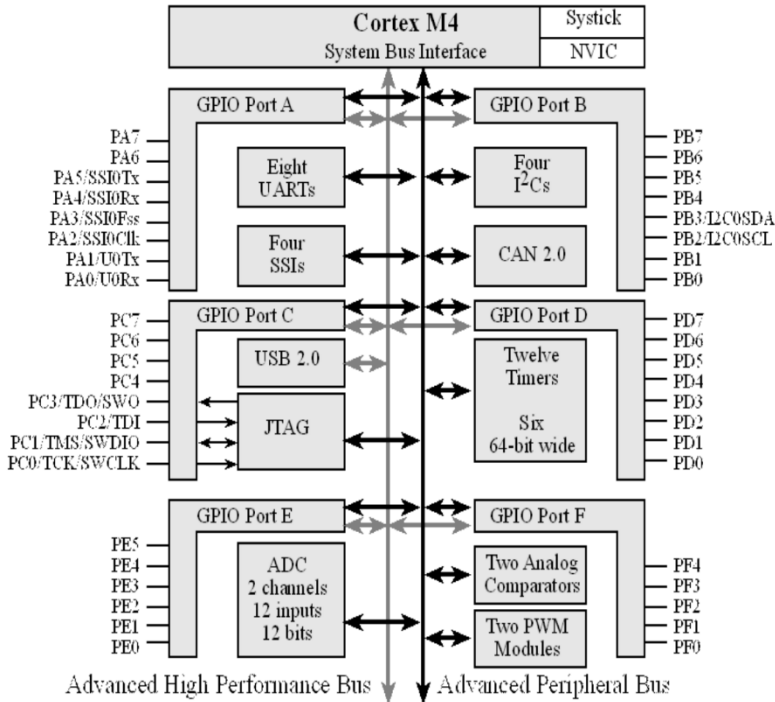 Cortex M4
System Bus Interface
Systick
NVIC
GPIO Port A
GPIO Port B
PA7
PA6
PA5/SSI0Tx
PA4/SSI0Rx
PA3/SSI0Fss
PA2/SSI0Clk
PA1/U0Tx
PA0/U0Rx
Eight
UARTs
Four
SSIs
Four
I2Cs
CAN 2.0
PB7
PB6
PB5
PB4
PB3/I2C0SDA
PB2/I2C0SCL
PB1
PB0
GPIO Port C
GPIO Port D
PC7
PC6
PC5
PC4
PC3/TDO/SWO
PC2/TDI
PC1/TMS/SWDIO
PC0/TCK/SWCLK
USB 2.0
JTAG
Twelve
Timers
Six
64-bit wide
PD7
PD6
PD5
PD4
PD3
PD2
PD1
PD0
GPIO Port E
GPIO Port F
PE5
PE4
PE3
PE2
PE1
PE0
ADC
2 channels
12 inputs
12 bits
Two Analog
Comparators
Two PWM
Modules
PF4
PF3
PF2
PF1
PF0
Advanced High Performance Bus
Advanced Peripheral Bus